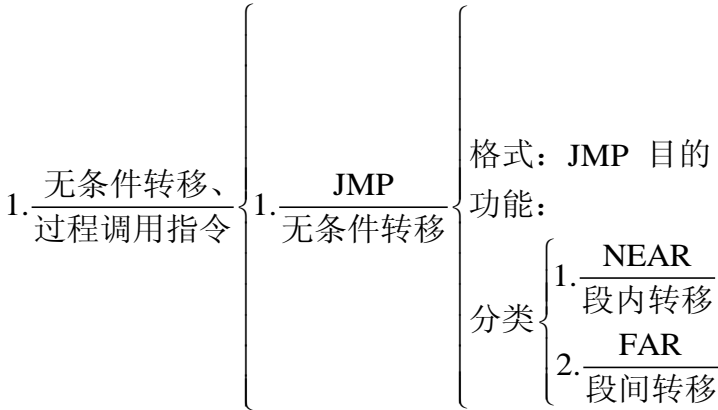 1.无条件转移、
过程调用指令
1.JMP
无条件转移
格式：JMP 目的
功能：
分类
1.NEAR
段内转移
2.FAR
段间转移